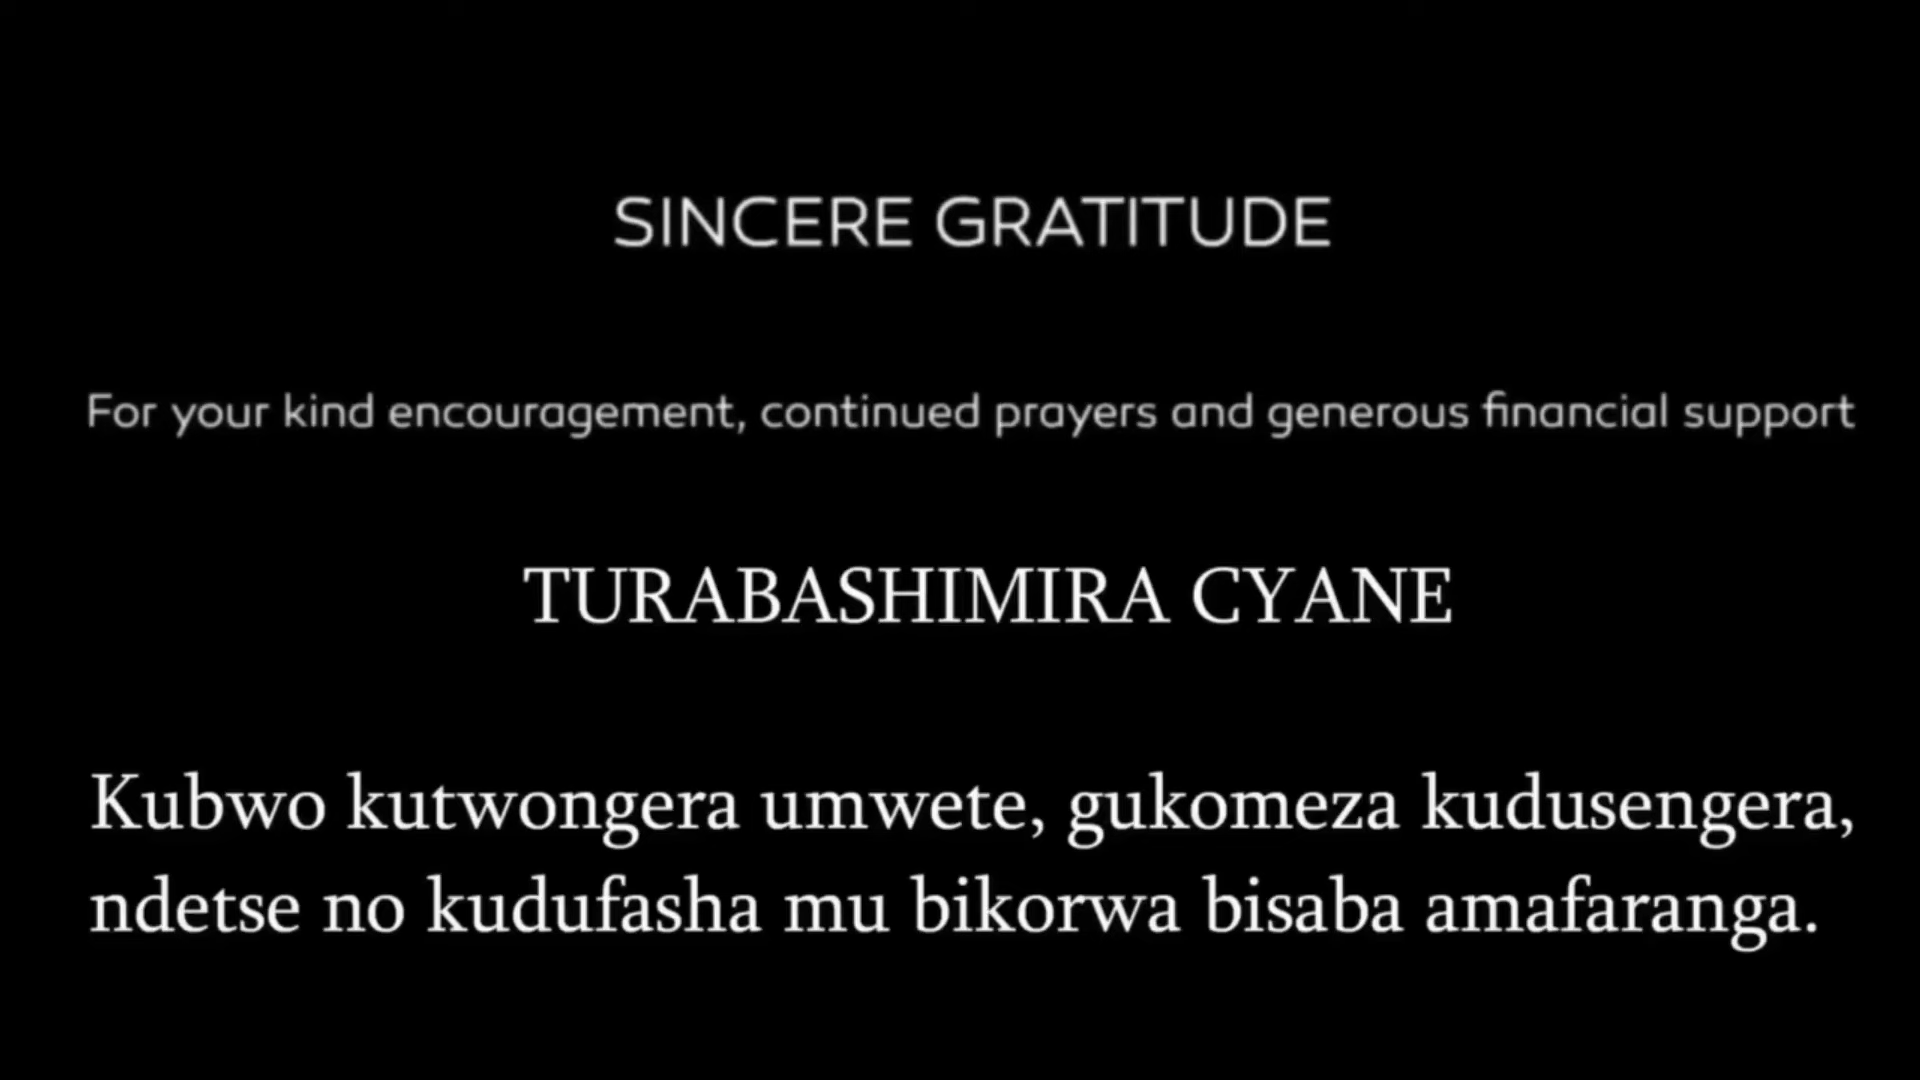 SINCERE GRATITUDE
For your kind encouragement, continued prayers and generous financial support
TURABASHIMIRA CYANE
Kubwo kutwongera umwete, gukomeza kudusengera,
ndetse no kudufasha mu bikorwa bisaba amafaranga.